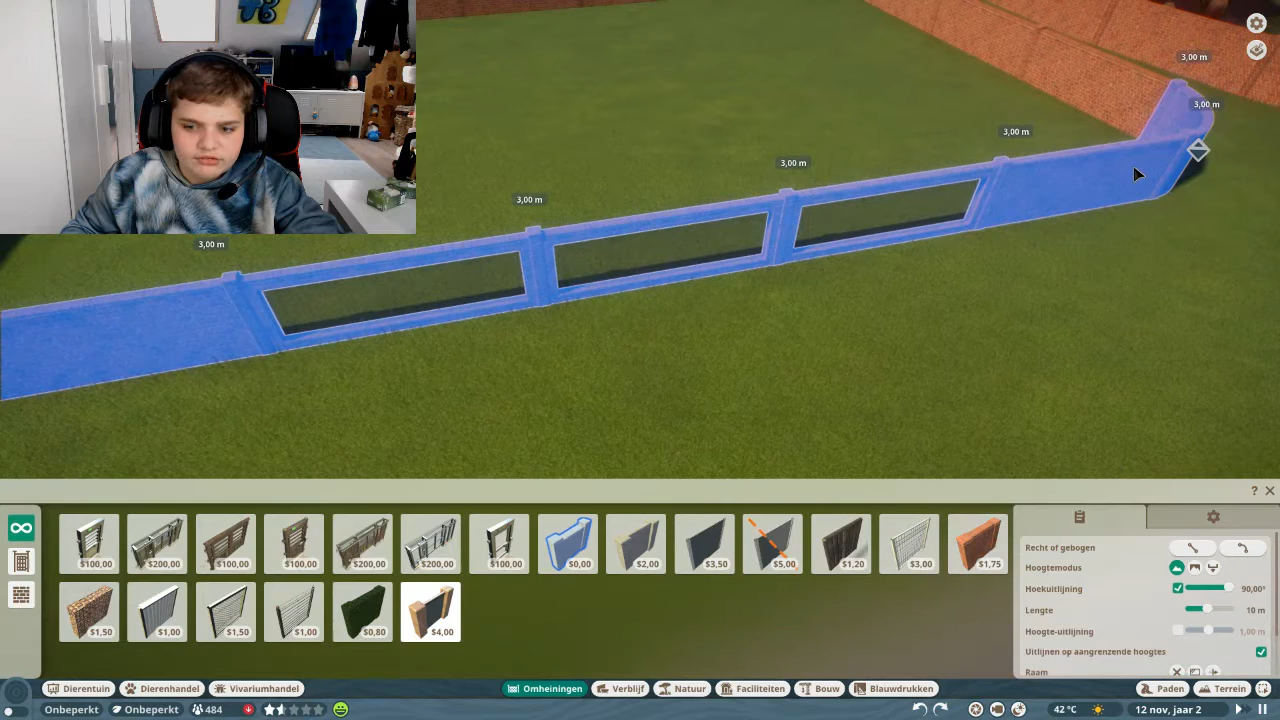 3,00 m
3,00 m
3,00 m
3,00 m
3,00 m
3,00 m
?
$100,00 $200,00 $100,00 $100,00 $200,00 $200,00 $100,00 $0,00 $2,00 $3,50 $5,00 $1,20 $3,00 $1,75
$1,50 $1,00 $1,50 $1,00 $0,80 $4,00
Recht of gebogen
Hoogtemodus
Hoekuitlijning 90,00°
Lengte 10 m
Hoogte-uitlijning 1,00 m
Uitlijnen op aangrenzende hoogtes
Raam
Dierentuin Dierenhandel Vivariumhandel Omheiningen Verblijf Natuur Faciliteiten Bouw Blauwdrukken Paden Terrein
Onbeperkt Onbeperkt 484 42 °C 12 nov, jaar 2